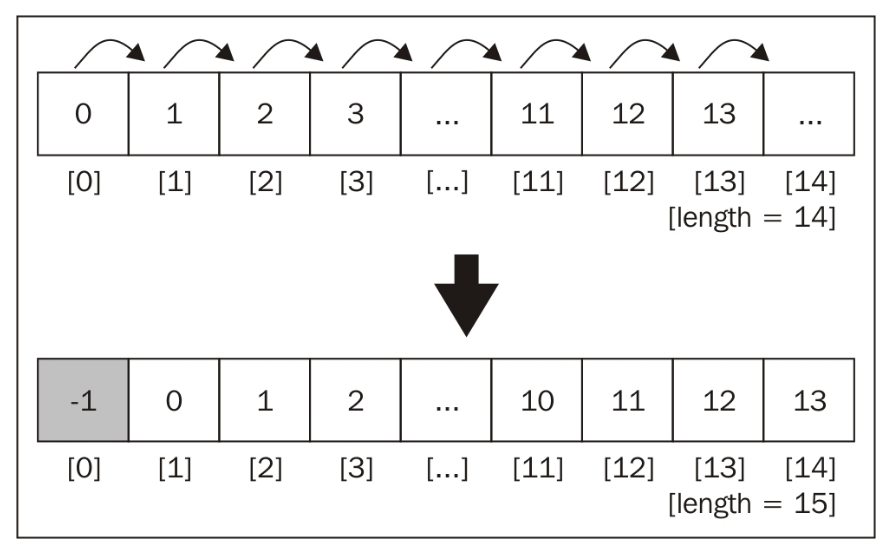 0 1 2 3 ... 11 12 13 ...
[0] [1] [2] [3] [...] [11] [12] [13] [14]
[length = 14]
-1 0 1 2 ... 10 11 12 13
[0] [1] [2] [3] [...] [11] [12] [13] [14]
[length = 15]